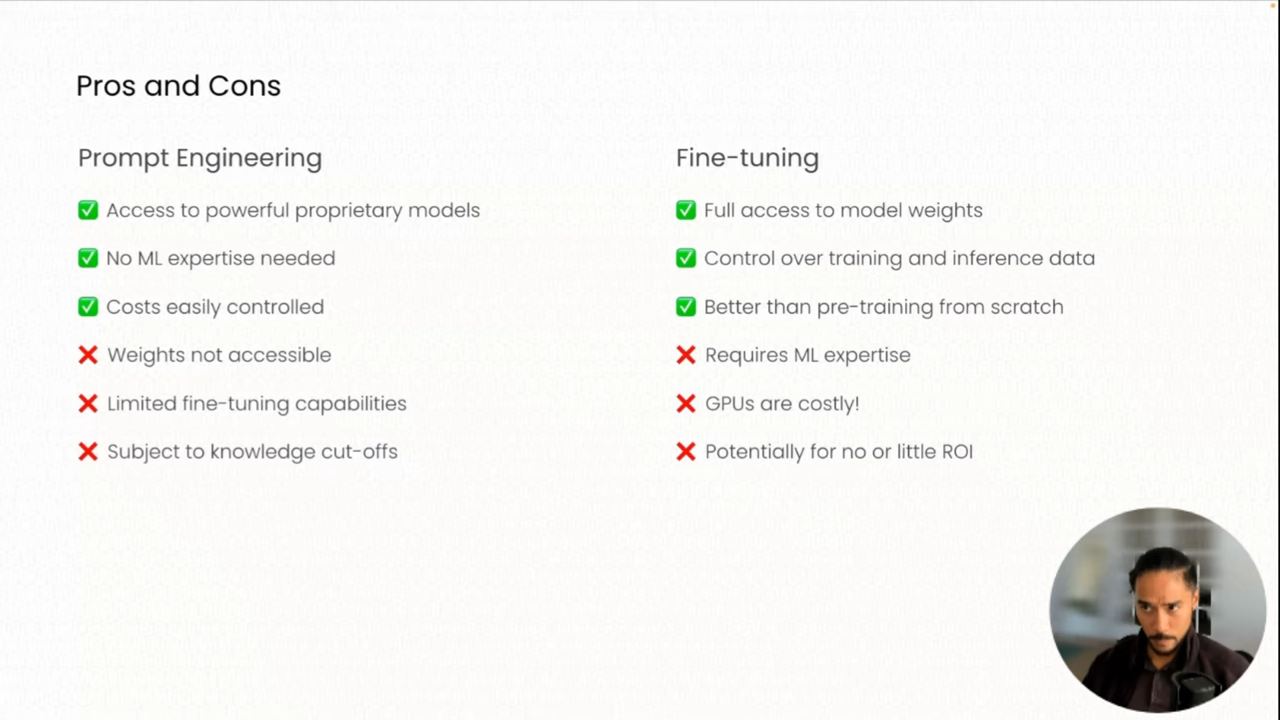 Pros and Cons
Prompt Engineering
✅ Access to powerful proprietary models
✅ No ML expertise needed
✅ Costs easily controlled
❌ Weights not accessible
❌ Limited fine-tuning capabilities
❌ Subject to knowledge cut-offs
Fine-tuning
✅ Full access to model weights
✅ Control over training and inference data
✅ Better than pre-training from scratch
❌ Requires ML expertise
❌ GPUs are costly!
❌ Potentially for no or little ROI